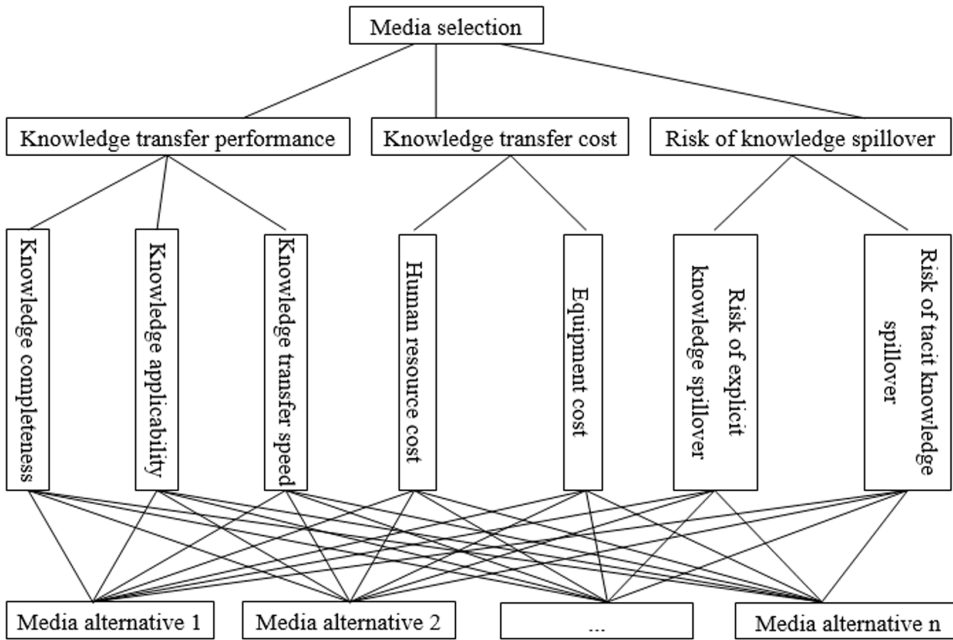 Media selection
Knowledge transfer performance
Knowledge transfer cost
Risk of knowledge spillover
Knowledge completeness
Knowledge applicability
Knowledge transfer speed
Human resource cost
Equipment cost
Risk of explicit
knowledge spillover
Risk of tacit knowledge
spillover
Media alternative 1
Media alternative 2
...
Media alternative n